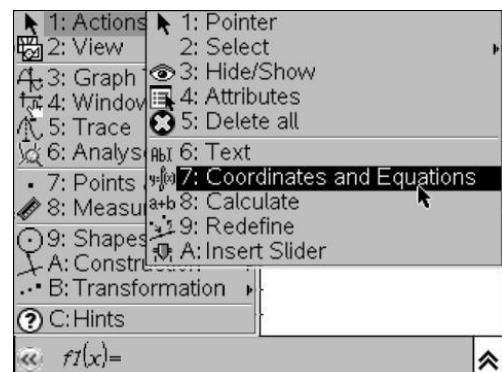 1: Actions
2: View
3: Graph
4: Window
5: Trace
6: Analys
7: Points
8: Measu
9: Shapes
A: Constru
B: Transformation
C: Hints
1: Pointer
2: Select
3: Hide/Show
4: Attributes
5: Delete all
AbI 6: Text
y=f(x) 7: Coordinates and Equations
a+b 8: Calculate
9: Redefine
A: Insert Slider
f1(x)=